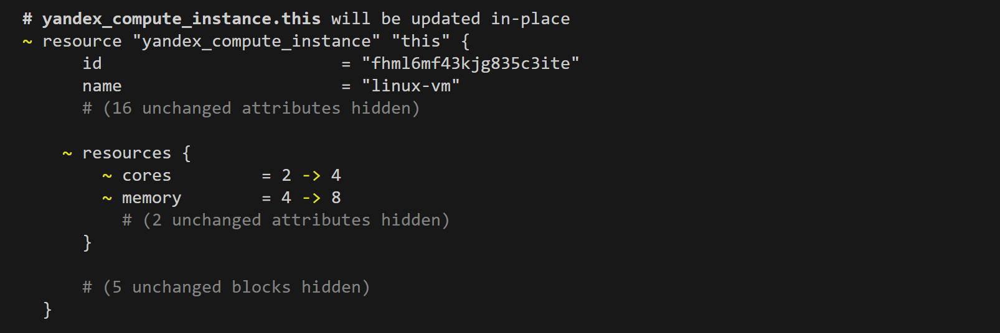 # yandex_compute_instance.this will be updated in-place
~ resource "yandex_compute_instance" "this" {
id = "fhml6mf43kjg835c3ite"
name = "linux-vm"
# (16 unchanged attributes hidden)
~ resources {
~ cores = 2 -> 4
~ memory = 4 -> 8
# (2 unchanged attributes hidden)
}
# (5 unchanged blocks hidden)
}